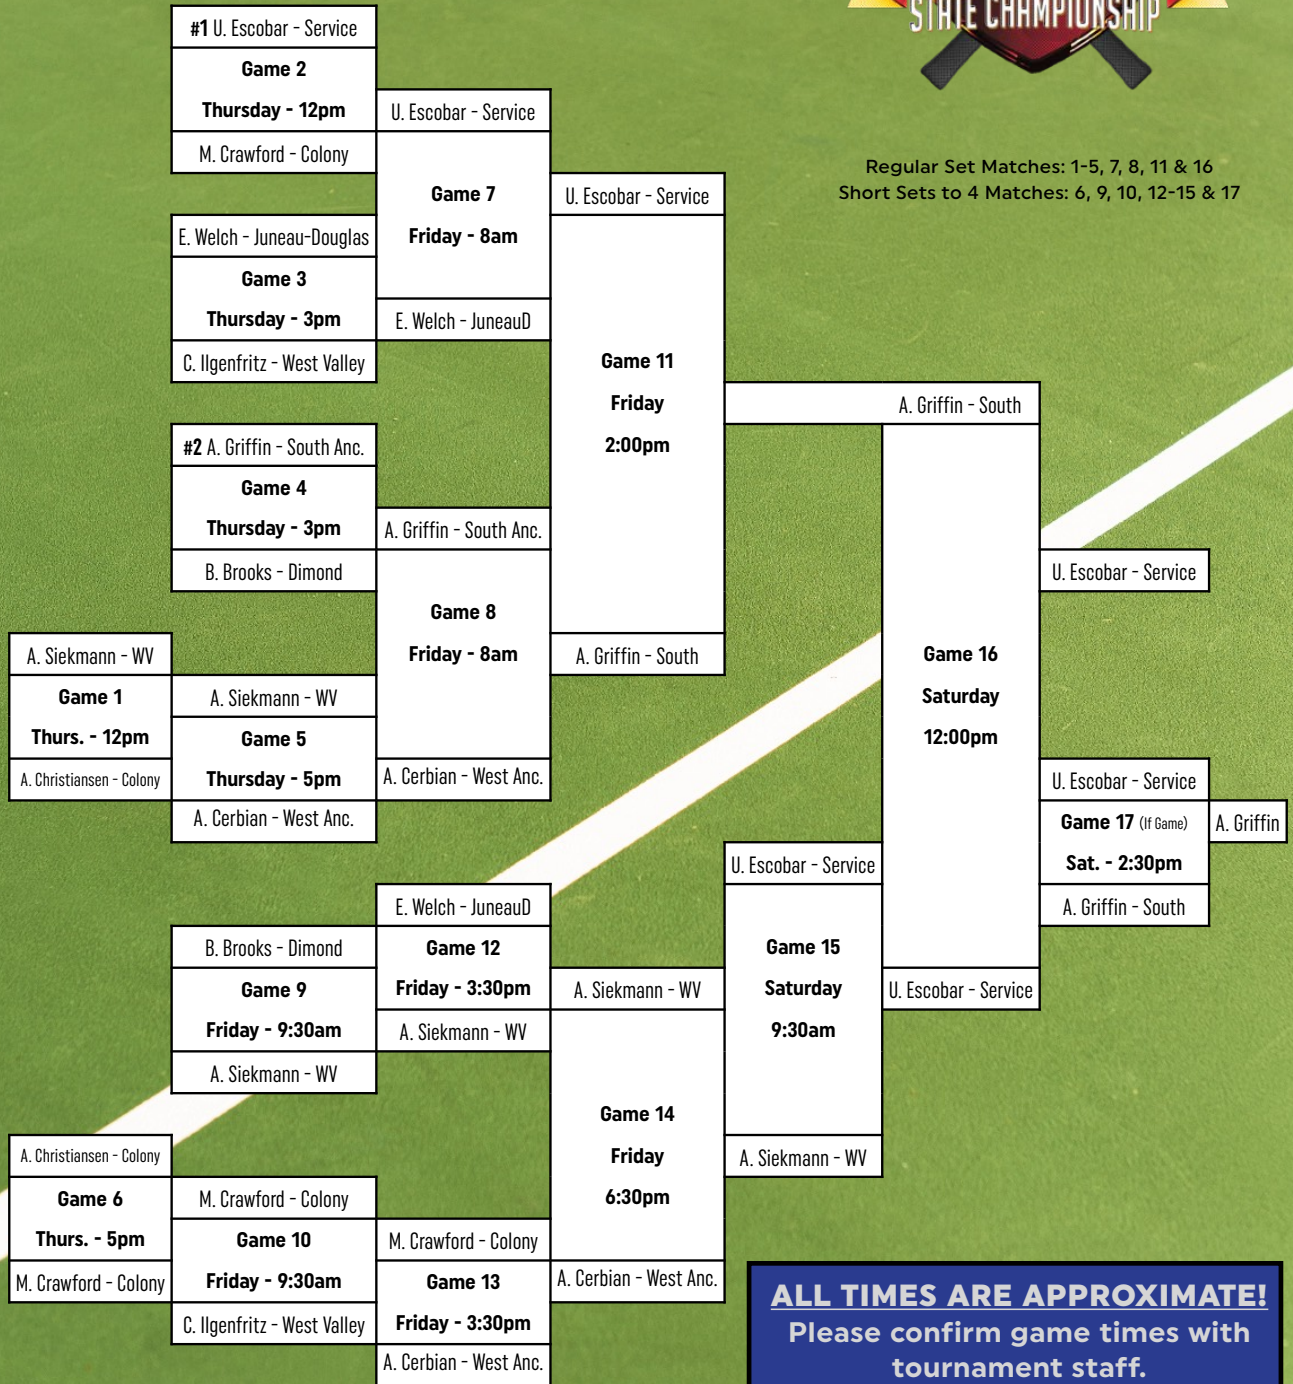 STATE CHAMPIONSHIP
Regular Set Matches: 1-5, 7, 8, 11 & 16
Short Sets to 4 Matches: 6, 9, 10, 12-15 & 17
#1 U. Escobar - Service
Game 2
Thursday - 12pm
M. Crawford - Colony
E. Welch - Juneau-Douglas
Game 3
Thursday - 3pm
C. Ilgenfritz - West Valley
#2 A. Griffin - South Anc.
Game 4
Thursday - 3pm
B. Brooks - Dimond
A. Siekmann - WV
Game 1
Thurs. - 12pm
A. Christiansen - Colony
A. Siekmann - WV
Game 5
Thursday - 5pm
A. Cerbian - West Anc.
U. Escobar - Service
Game 7
Friday - 8am
E. Welch - JuneauD
A. Griffin - South Anc.
Game 8
Friday - 8am
A. Cerbian - West Anc.
U. Escobar - Service
Game 11
Friday
2:00pm
A. Griffin - South
A. Griffin - South
Game 16
Saturday
12:00pm
U. Escobar - Service
U. Escobar - Service
U. Escobar - Service
Game 17 (If Game)
Sat. - 2:30pm
A. Griffin - South
A. Griffin
B. Brooks - Dimond
Game 9
Friday - 9:30am
A. Siekmann - WV
A. Christiansen - Colony
Game 6
Thurs. - 5pm
M. Crawford - Colony
M. Crawford - Colony
Game 10
Friday - 9:30am
C. Ilgenfritz - West Valley
E. Welch - JuneauD
Game 12
Friday - 3:30pm
A. Siekmann - WV
M. Crawford - Colony
Game 13
Friday - 3:30pm
A. Cerbian - West Anc.
A. Siekmann - WV
Game 14
Friday
6:30pm
A. Cerbian - West Anc.
U. Escobar - Service
Game 15
Saturday
9:30am
A. Siekmann - WV
ALL TIMES ARE APPROXIMATE!
Please confirm game times with
tournament staff.